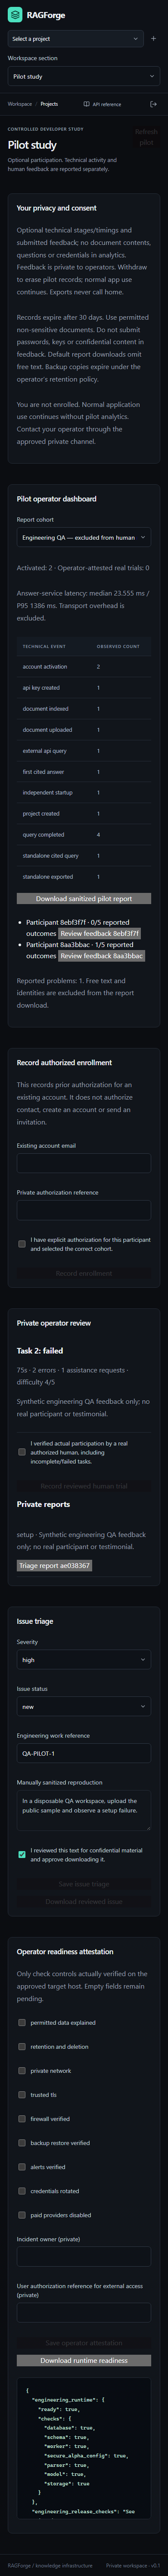 RAGForge
Select a project
Workspace section
Pilot study
Workspace / Projects
API reference
CONTROLLED DEVELOPER STUDY
Pilot study
Refresh
pilot
Optional participation. Technical activity and
human feedback are reported separately.
Your privacy and consent
Optional technical stages/timings and
submitted feedback; no document contents,
questions or credentials in analytics.
Feedback is private to operators. Withdraw
to erase pilot records; normal app use
continues. Exports never call home.
Records expire after 30 days. Use permitted
non-sensitive documents. Do not submit
passwords, keys or confidential content in
feedback. Default report downloads omit
free text. Backup copies expire under the
operator's retention policy.
You are not enrolled. Normal application
use continues without pilot analytics.
Contact your operator through the
approved private channel.
Pilot operator dashboard
Report cohort
Engineering QA — excluded from human
Activated: 2 · Operator-attested real trials: 0
Answer-service latency: median 23.555 ms /
P95 1386 ms. Transport overhead is
excluded.
TECHNICAL EVENT OBSERVED COUNT
account activation 2
api key created 1
document indexed 1
document uploaded 1
external api query 1
first cited answer 1
independent startup 1
project created 1
query completed 4
standalone cited query 1
standalone exported 1
Download sanitized pilot report
Participant 8ebf3f7f · 0/5 reported
outcomes Review feedback 8ebf3f7f
Participant 8aa3bbac · 1/5 reported
outcomes Review feedback 8aa3bbac
Reported problems: 1. Free text and
identities are excluded from the report
download.
Record authorized enrollment
This records prior authorization for an
existing account. It does not authorize
contact, create an account or send an
invitation.
Existing account email
Private authorization reference
I have explicit authorization for this participant
and selected the correct cohort.
Record enrollment
Private operator review
Task 2: failed
75s · 2 errors · 1 assistance requests ·
difficulty 4/5
Synthetic engineering QA feedback only; no
real participant or testimonial.
I verified actual participation by a real
authorized human, including
incomplete/failed tasks.
Record reviewed human trial
Private reports
setup · Synthetic engineering QA feedback
only; no real participant or testimonial.
Triage report ae038367
Issue triage
Severity
high
Issue status
new
Engineering work reference
QA-PILOT-1
Manually sanitized reproduction
In a disposable QA workspace, upload the
public sample and observe a setup failure.
I reviewed this text for confidential material
and approve downloading it.
Save issue triage
Download reviewed issue
Operator readiness attestation
Only check controls actually verified on the
approved target host. Empty fields remain
pending.
permitted data explained
retention and deletion
private network
trusted tls
firewall verified
backup restore verified
alerts verified
credentials rotated
paid providers disabled
Incident owner (private)
User authorization reference for external access
(private)
Save operator attestation
Download runtime readiness
{
"engineering_runtime": {
"ready": true,
"checks": {
"database": true,
"schema": true,
"worker": true,
"secure_alpha_config": true,
"parser": true,
"model": true,
"storage": true
}
},
"engineering_release_checks": "See
RAGForge / knowledge infrastructure
Private workspace · v0.1